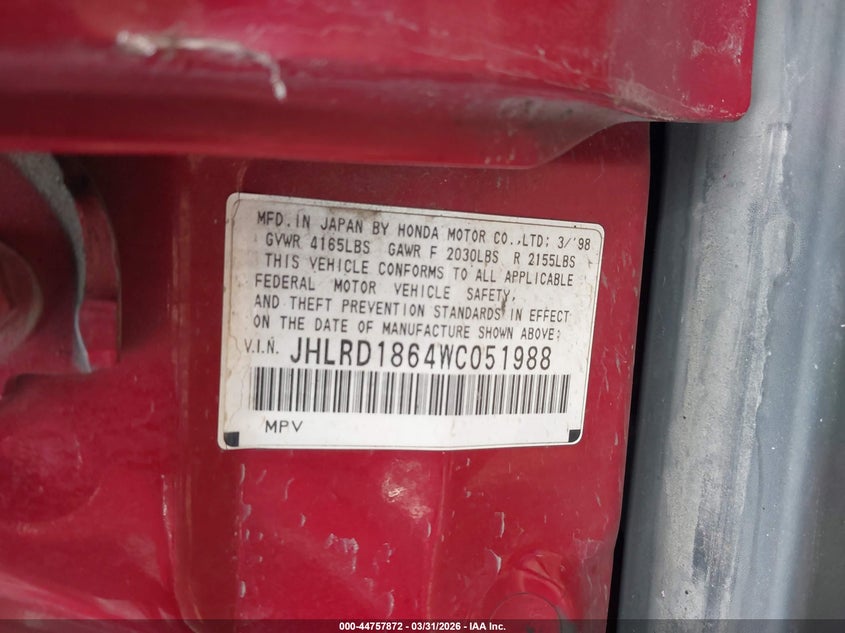 MFD. IN JAPAN BY HONDA MOTOR CO.,LTD; 3/'98
GVWR 4165LBS GAWR F 2030LBS R 2155LBS
THIS VEHICLE CONFORMS TO ALL APPLICABLE
FEDERAL MOTOR VEHICLE SAFETY,
AND THEFT PREVENTION STANDARDS IN EFFECT
ON THE DATE OF MANUFACTURE SHOWN ABOVE;
V.I.N. JHLRD1864WC051988
MPV
000-44757872 - 03/31/2026 - IAA Inc.